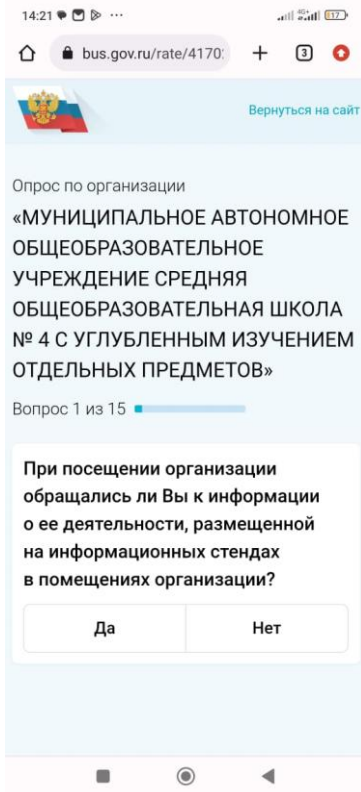 14:21
4G+
17
bus.gov.ru/rate/4170
3
Вернуться на сайт
Опрос по организации
«МУНИЦИПАЛЬНОЕ АВТОНОМНОЕ
ОБЩЕОБРАЗОВАТЕЛЬНОЕ
УЧРЕЖДЕНИЕ СРЕДНЯЯ
ОБЩЕОБРАЗОВАТЕЛЬНАЯ ШКОЛА
№ 4 С УГЛУБЛЕННЫМ ИЗУЧЕНИЕМ
ОТДЕЛЬНЫХ ПРЕДМЕТОВ»
Вопрос 1 из 15
При посещении организации
обращались ли Вы к информации
о ее деятельности, размещенной
на информационных стендах
в помещениях организации?
Да Нет